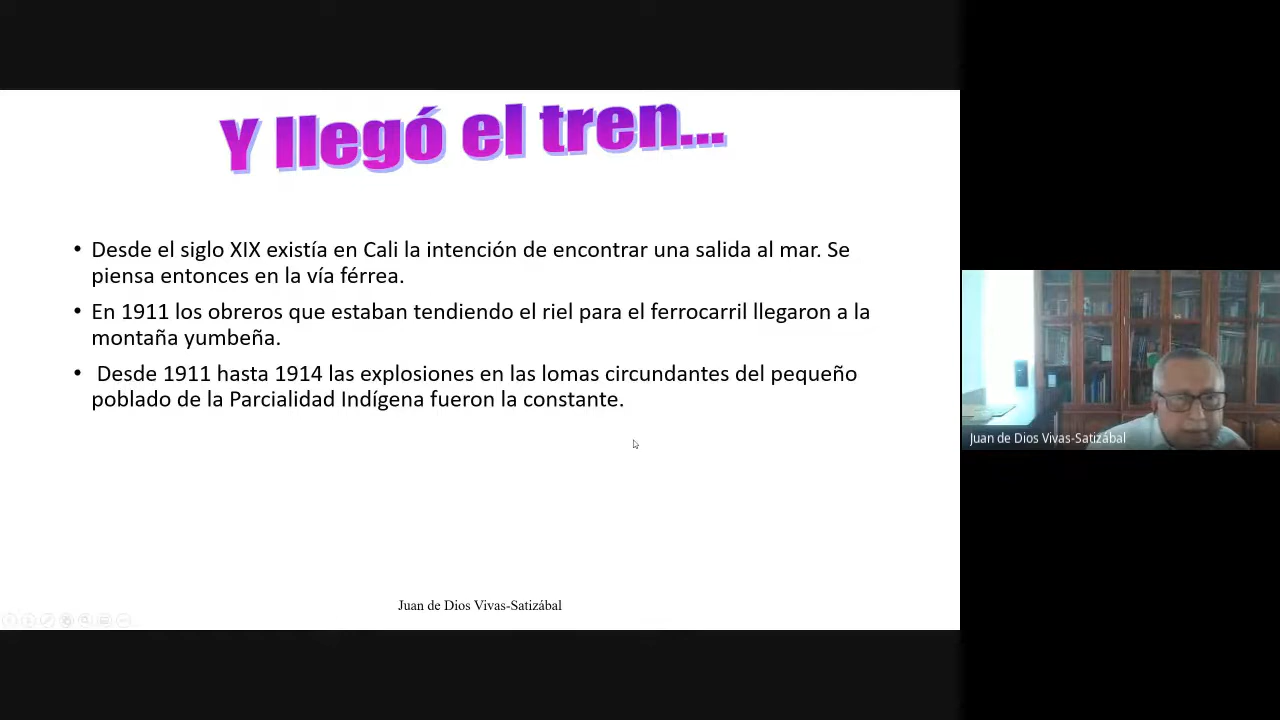 Y llegó el tren...
• Desde el siglo XIX existía en Cali la intención de encontrar una salida al mar. Se
piensa entonces en la vía férrea.
• En 1911 los obreros que estaban tendiendo el riel para el ferrocarril llegaron a la
montaña yumbeña.
• Desde 1911 hasta 1914 las explosiones en las lomas circundantes del pequeño
poblado de la Parcialidad Indígena fueron la constante.
Juan de Dios Vivas-Satizábal
Juan de Dios Vivas-Satizábal